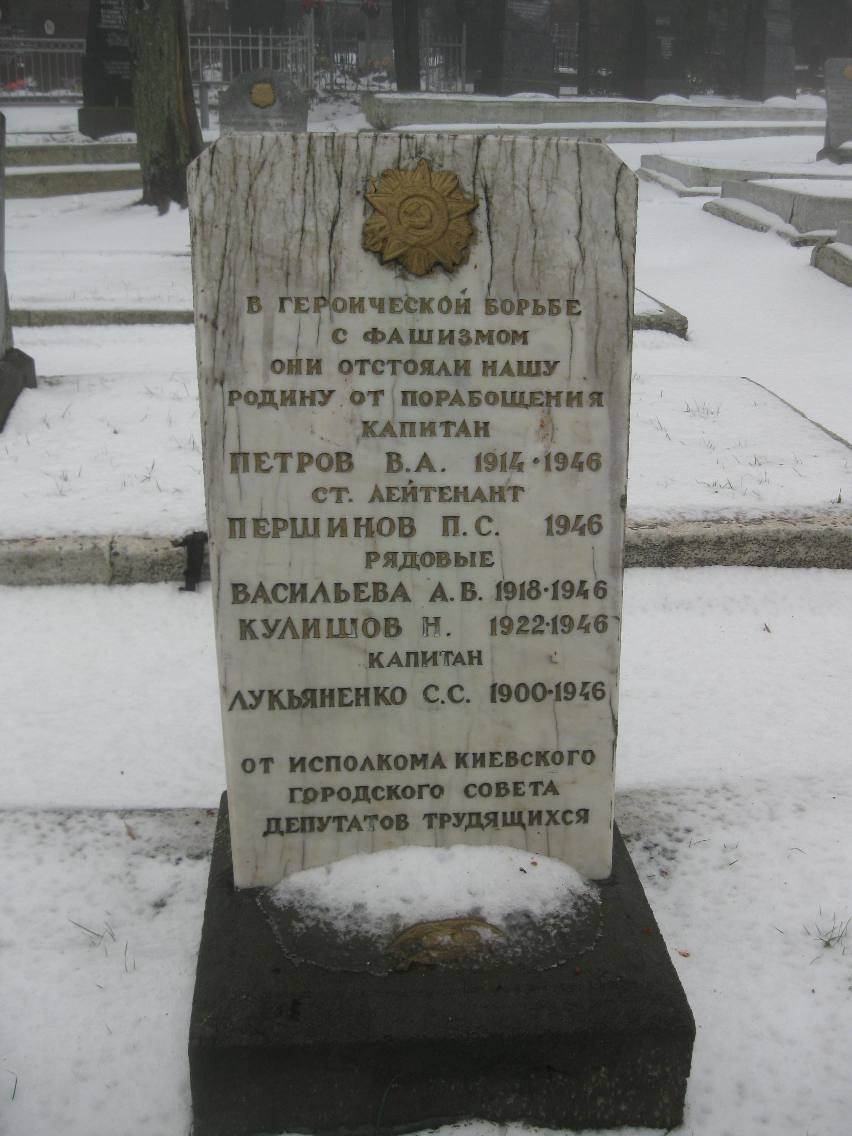 В ГЕРОИЧЕСКОЙ БОРЬБЕ
С ФАШИЗМОМ
ОНИ ОТСТОЯЛИ НАШУ
РОДИНУ ОТ ПОРАБОЩЕНИЯ
КАПИТАН
ПЕТРОВ В.А. 1914·1946
СТ. ЛЕЙТЕНАНТ
ПЕРШИНОВ П.С. 1946
РЯДОВЫЕ
ВАСИЛЬЕВА А.В. 1918·1946
КУЛИШОВ Н. 1922·1946
КАПИТАН
ЛУКЬЯНЕНКО С.С. 1900·1946
ОТ ИСПОЛКОМА КИЕВСКОГО
ГОРОДСКОГО СОВЕТА
ДЕПУТАТОВ ТРУДЯЩИХСЯ